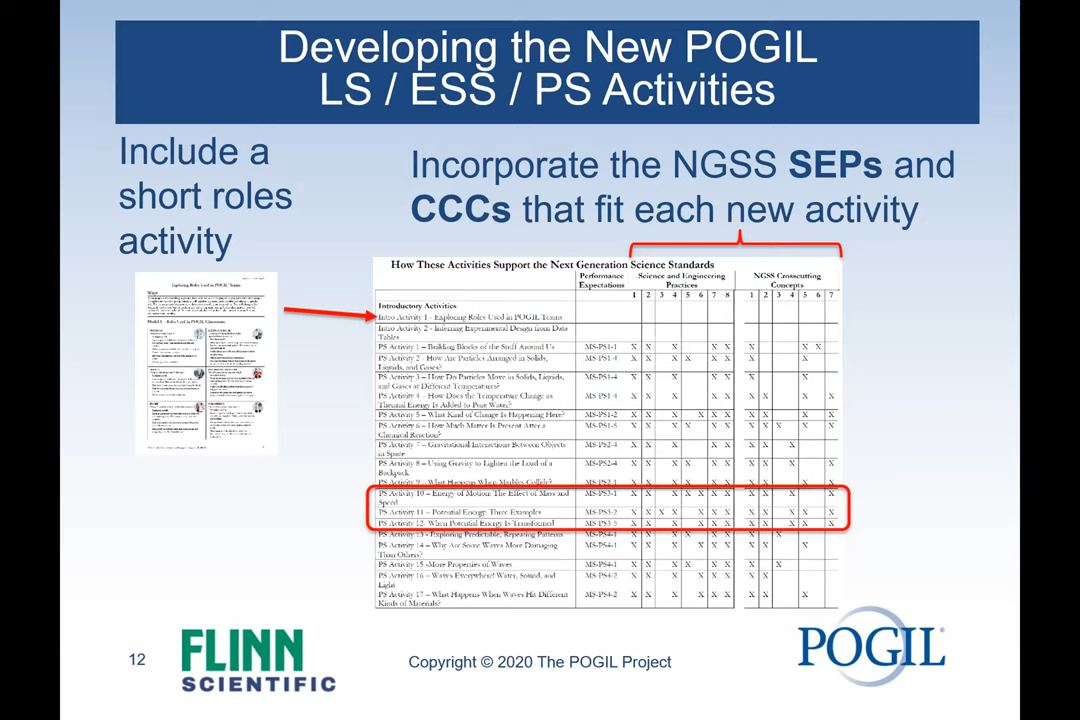 Developing the New POGIL
LS / ESS / PS Activities
Include a
short roles
activity
Incorporate the NGSS SEPs and
CCCs that fit each new activity
Exploring Roles Used in POGIL Teams
Why?
Model 1 – Roles Used in POGIL Classrooms
How These Activities Support the Next Generation Science Standards
Performance Expectations Science and Engineering Practices NGSS Crosscutting Concepts
1 2 3 4 5 6 7 8 1 2 3 4 5 6 7
Introductory Activities
Intro Activity 1 - Exploring Roles Used in POGIL Teams
Intro Activity 2 - Inferring Experimental Design from Data
Tables
PS Activity 1 – Building Blocks of the Stuff Around Us MS-PS1-1 X X X X X X X X
PS Activity 2 - How Are Particles Arranged in Solids, MS-PS1-4 X X X X X X X X
Liquids, and Gases?
PS Activity 3 – How Do Particles Move in Solids, Liquids, MS-PS1-4 X X X X X X X
and Gases at Different Temperatures?
PS Activity 4 – How Does the Temperature Change as MS-PS1-4 X X X X X X X X
Thermal Energy Is Added to Pure Water?
PS Activity 5 – What Kind of Change is Happening Here? MS-PS1-2 X X X X X X X X X X
PS Activity 6 – How Much Matter Is Present After a MS-PS1-5 X X X X X X X X X X X
Chemical Reaction?
PS Activity 7 – Gravitational Interactions Between Objects MS-PS2-4 X X X X X X X X
in Space
PS Activity 8 – Using Gravity to Lighten the Load of a MS-PS2-4 X X X X X X X X X X
Backpack
PS Activity 9 – What Happens When Marbles Collide? MS-PS2-1 X X X X X X X X X
PS Activity 10 – Energy of Motion: The Effect of Mass and MS-PS3-1 X X X X X X X X X X X
Speed
PS Activity 11 – Potential Energy: Three Examples MS-PS3-2 X X X X X X X X X X X X
PS Activity 12- When Potential Energy Is Transformed MS-PS3-5 X X X X X X X X X X X
PS Activity 13 - Exploring Predictable, Repeating Patterns MS-PS4-1 X X X X X X X X
PS Activity 14 – Why Are Some Waves More Damaging MS-PS4-1 X X X X X X X X X
Than Others?
PS Activity 15 -More Properties of Waves MS-PS4-1 X X X X X X X X
PS Activity 16 – Waves Everywhere! Water, Sound, and MS-PS4-2 X X X X X X X X
Light
PS Activity 17 – What Happens When Waves Hit Different MS-PS4-2 X X X X X X X X
Kinds of Materials?
12
FLINN
SCIENTIFIC
Copyright © 2020 The POGIL Project
POGIL®